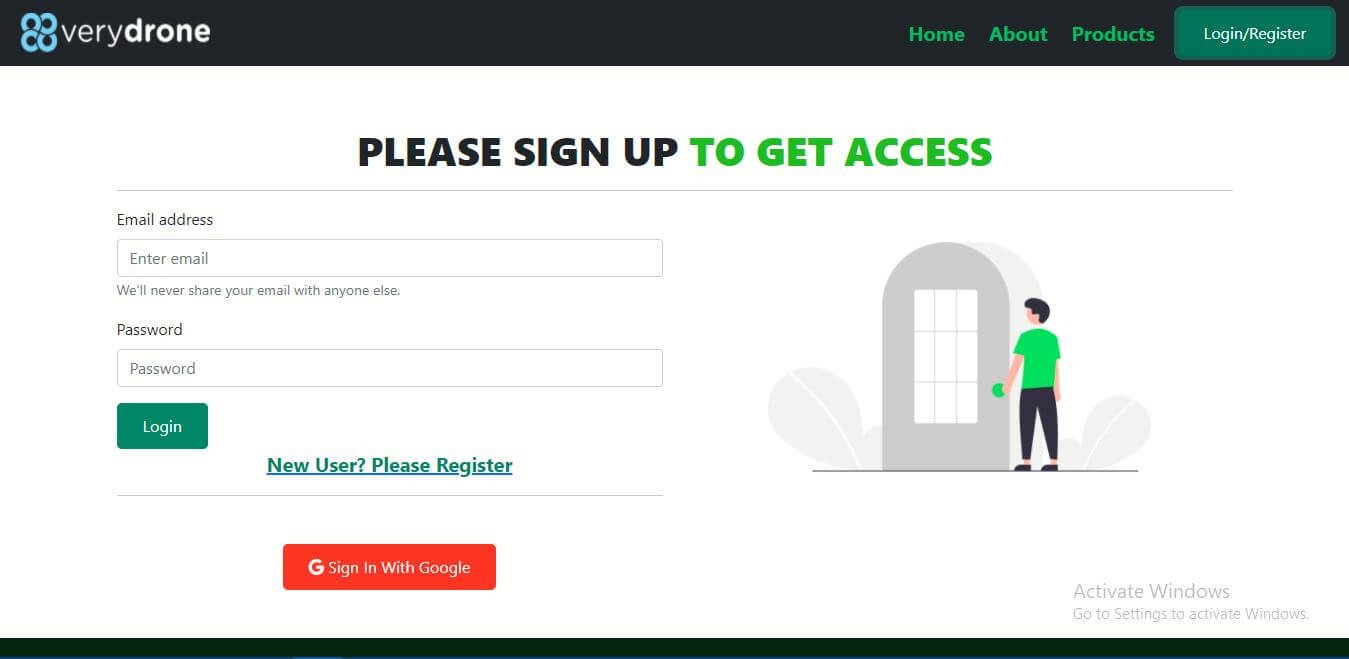 verydrone
Home About Products Login/Register
PLEASE SIGN UP TO GET ACCESS
Email address
Enter email
We'll never share your email with anyone else.
Password
Password
Login
New User? Please Register
G Sign In With Google
Activate Windows
Go to Settings to activate Windows.